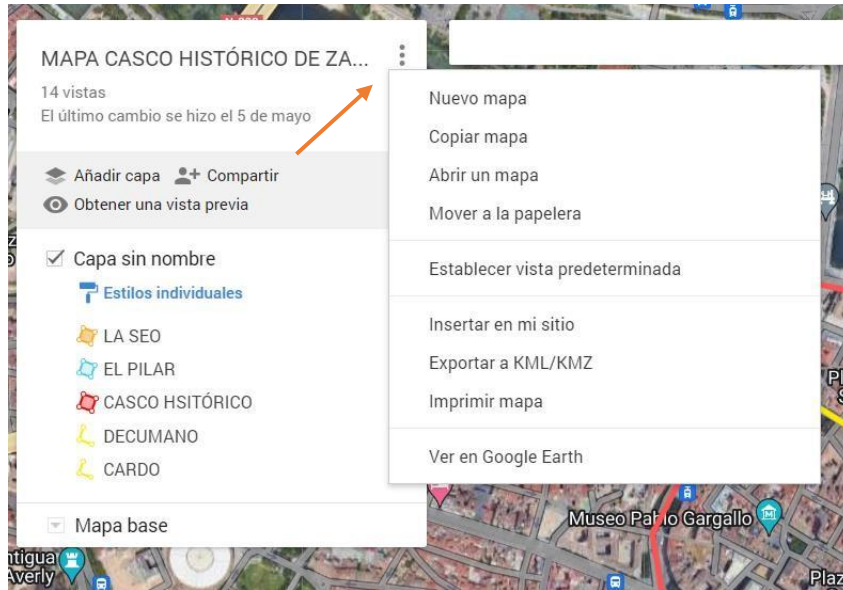 MAPA CASCO HISTÓRICO DE ZA...
14 vistas
El último cambio se hizo el 5 de mayo
Añadir capa Compartir
Obtener una vista previa
Capa sin nombre
Estilos individuales
LA SEO
EL PILAR
CASCO HSITÓRICO
DECUMANO
CARDO
Mapa base
Nuevo mapa
Copiar mapa
Abrir un mapa
Mover a la papelera
Establecer vista predeterminada
Insertar en mi sitio
Exportar a KML/KMZ
Imprimir mapa
Ver en Google Earth
Museo Pablo Gargallo
ntigua
Averly
Plaz